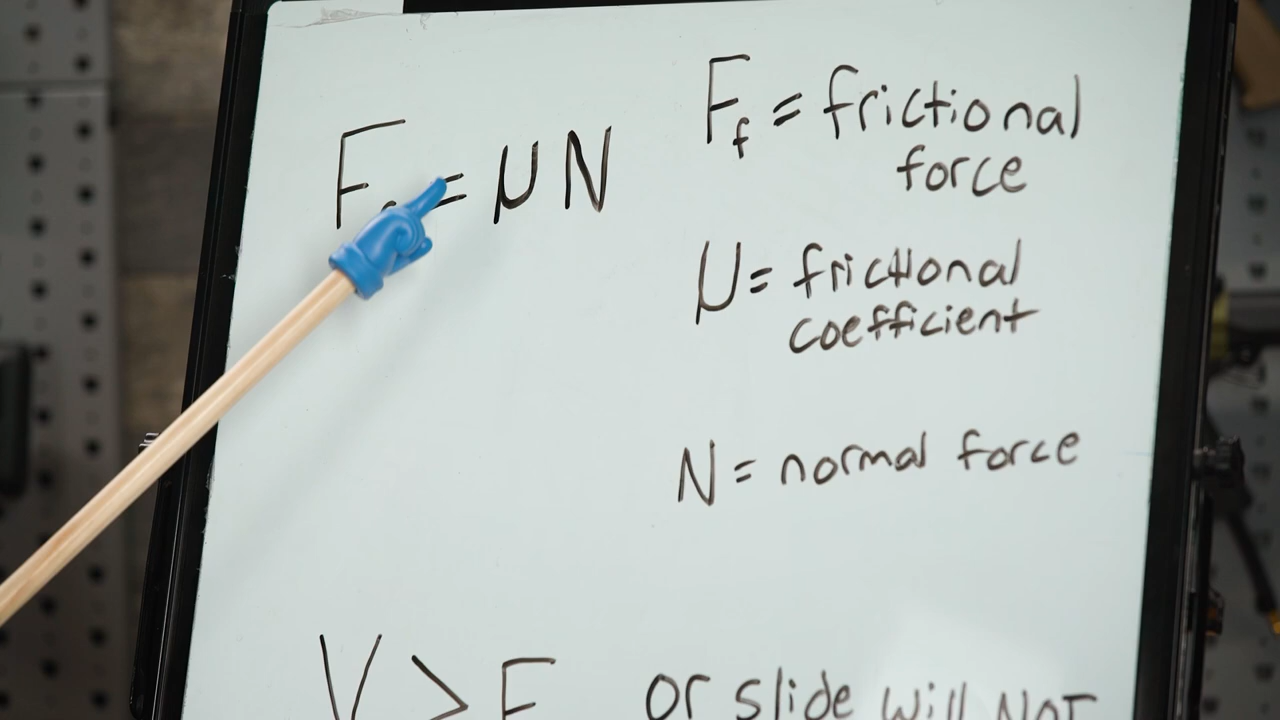 F = μN
Ff = frictional
force
μ = frictional
coefficient
N = normal force
V > F or slide will NOT